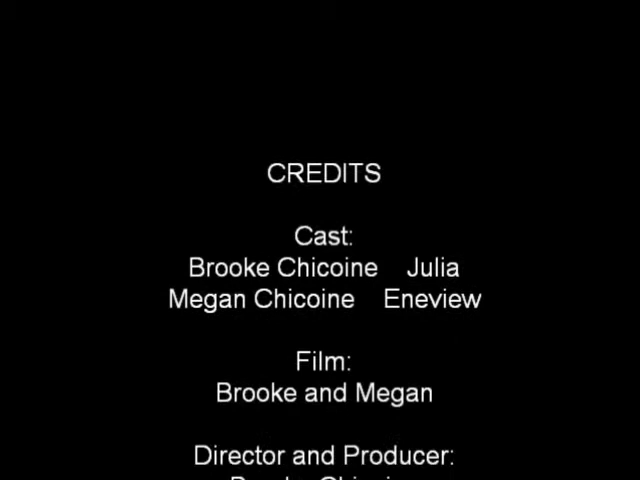 CREDITS
Cast:
Brooke Chicoine Julia
Megan Chicoine Eneview
Film:
Brooke and Megan
Director and Producer: